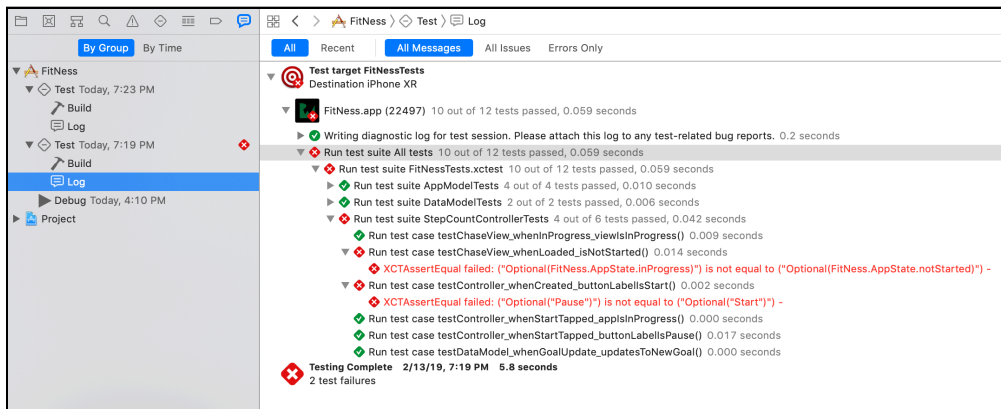 FitNess
Test
Log
By Group
By Time
All
Recent
All Messages
All Issues
Errors Only
FitNess
Test Today, 7:23 PM
Build
Log
Test Today, 7:19 PM
Build
Log
Debug Today, 4:10 PM
Project
Test target FitNessTests
Destination iPhone XR
FitNess.app (22497) 10 out of 12 tests passed, 0.059 seconds
Writing diagnostic log for test session. Please attach this log to any test-related bug reports. 0.2 seconds
Run test suite All tests 10 out of 12 tests passed, 0.059 seconds
Run test suite FitNessTests.xctest 10 out of 12 tests passed, 0.059 seconds
Run test suite AppModelTests 4 out of 4 tests passed, 0.010 seconds
Run test suite DataModelTests 2 out of 2 tests passed, 0.006 seconds
Run test suite StepCountControllerTests 4 out of 6 tests passed, 0.042 seconds
Run test case testChaseView_whenInProgress_viewIsInProgress() 0.009 seconds
Run test case testChaseView_whenLoaded_isNotStarted() 0.014 seconds
XCTAssertEqual failed: ("Optional(FitNess.AppState.inProgress)") is not equal to ("Optional(FitNess.AppState.notStarted)") -
Run test case testController_whenCreated_buttonLabelIsStart() 0.002 seconds
XCTAssertEqual failed: ("Optional("Pause")") is not equal to ("Optional("Start")") -
Run test case testController_whenStartTapped_appIsInProgress() 0.000 seconds
Run test case testController_whenStartTapped_buttonLabelIsPause() 0.017 seconds
Run test case testDataModel_whenGoalUpdate_updatesToNewGoal() 0.000 seconds
Testing Complete 2/13/19, 7:19 PM 5.8 seconds
2 test failures